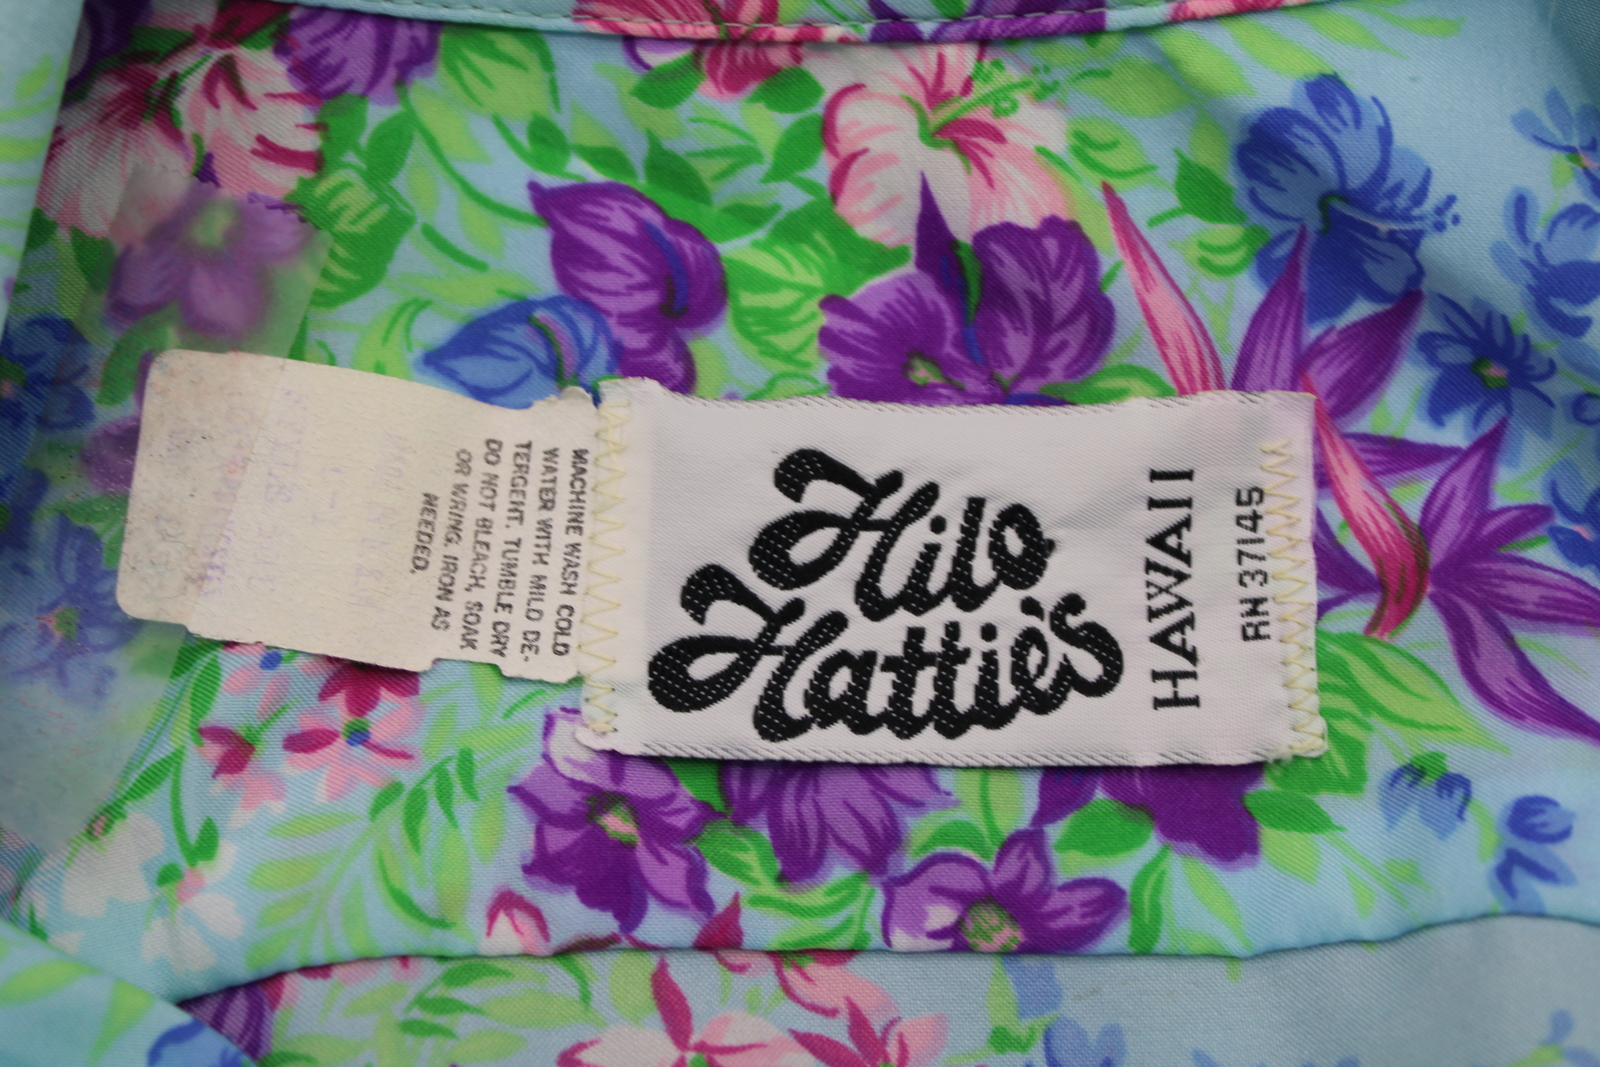 Hilo
Hattie's
HAWAII
RN 37145
MACHINE WASH COLD
WATER WITH MILD DE-
TERGENT. TUMBLE DRY
DO NOT BLEACH, SOAK
OR WRING. IRON AS
NEEDED.